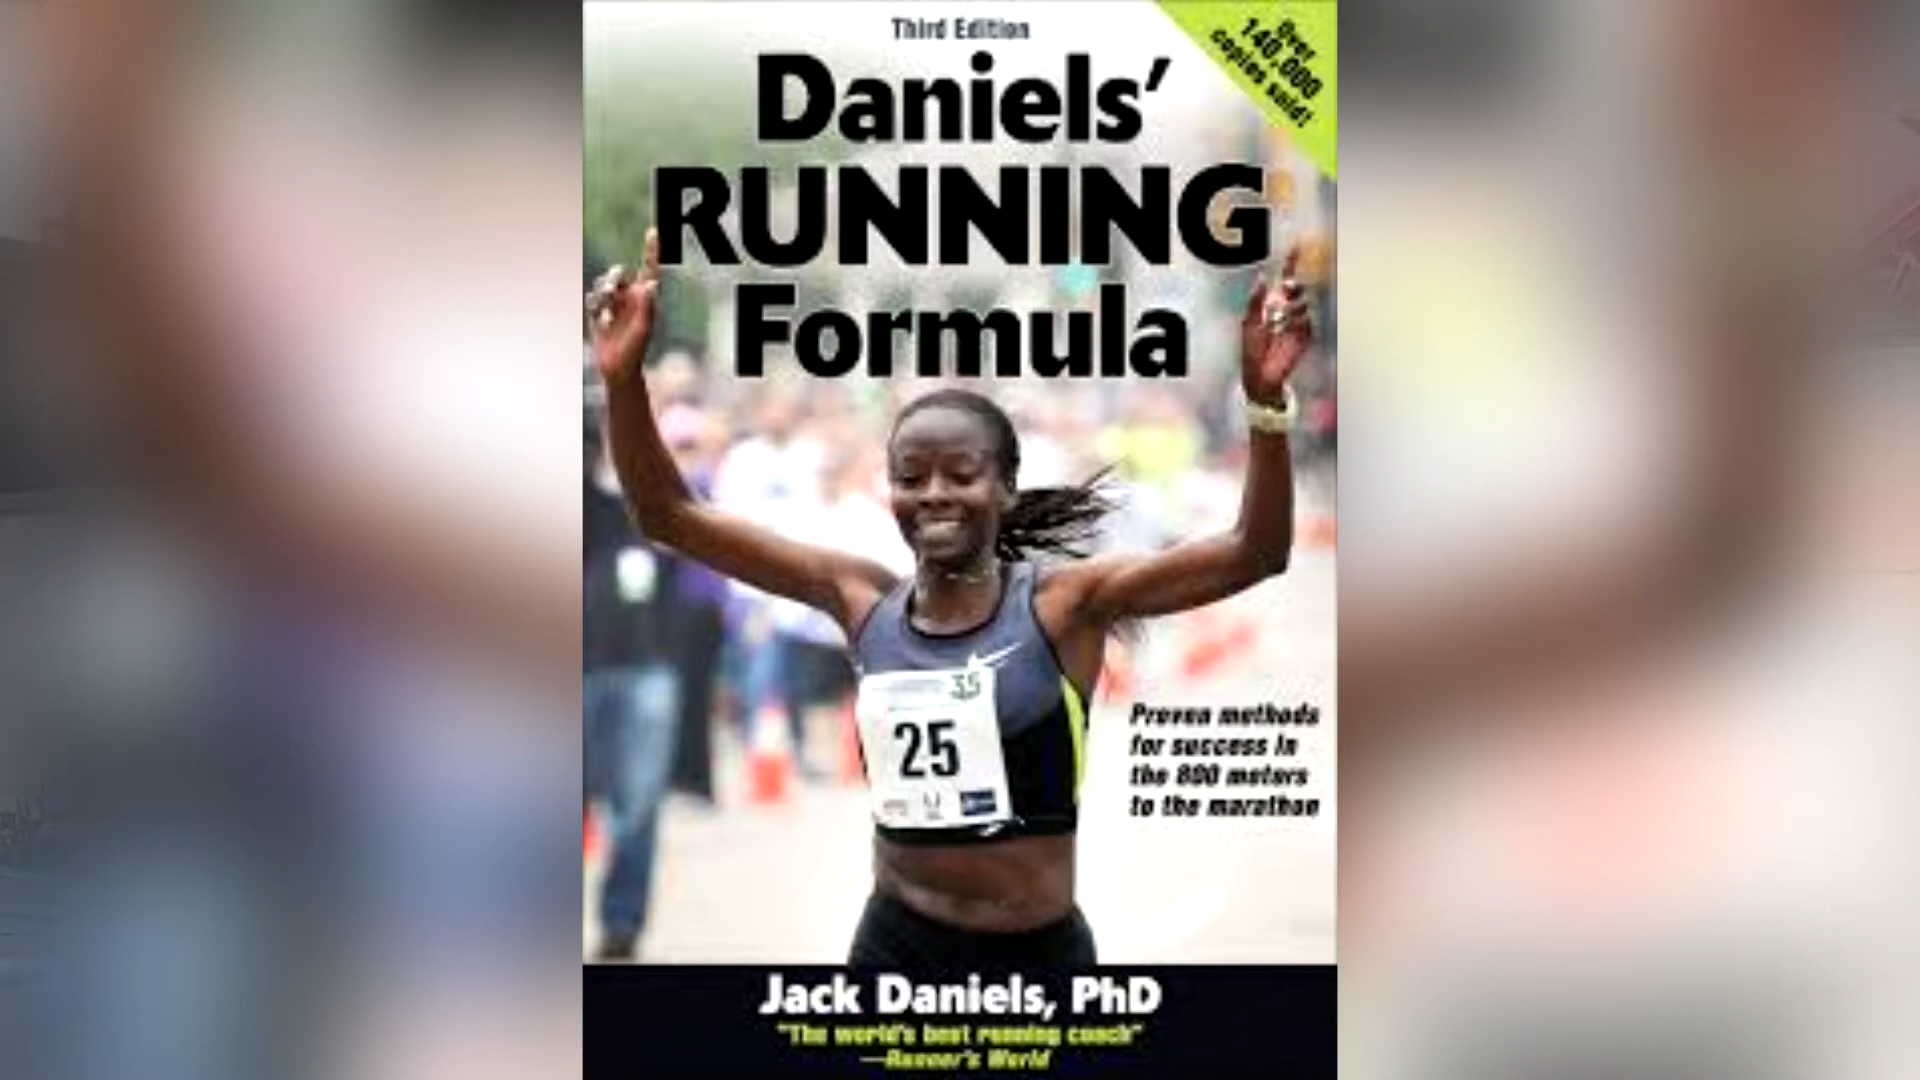 Third Edition
Over
140,000
copies sold!
Daniels’
RUNNING
Formula
35
25
Proven methods
for success in
the 800 meters
to the marathon
Jack Daniels, PhD
"The world's best running coach"
—Runner's World